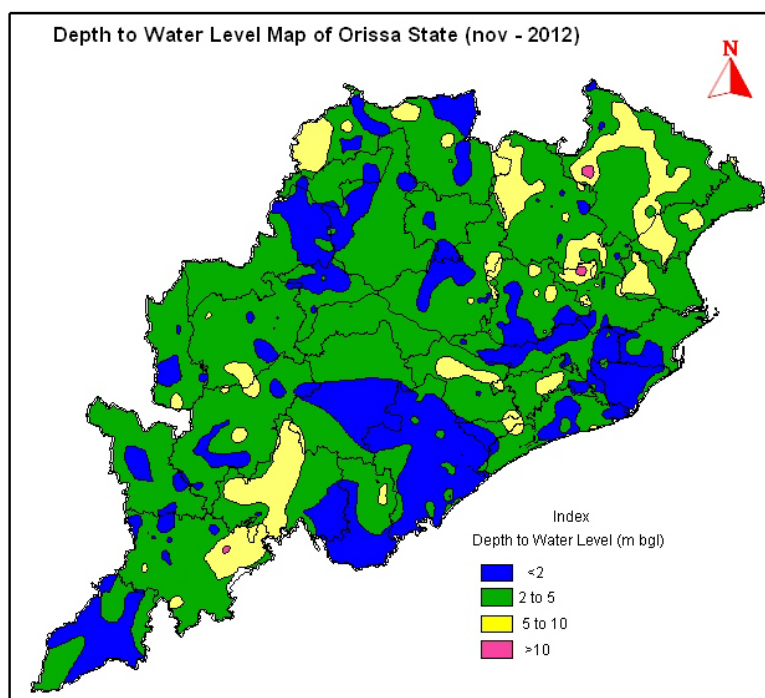 Depth to Water Level Map of Orissa State (nov - 2012)
N
Index
Depth to Water Level (m bgl)
<2
2 to 5
5 to 10
>10